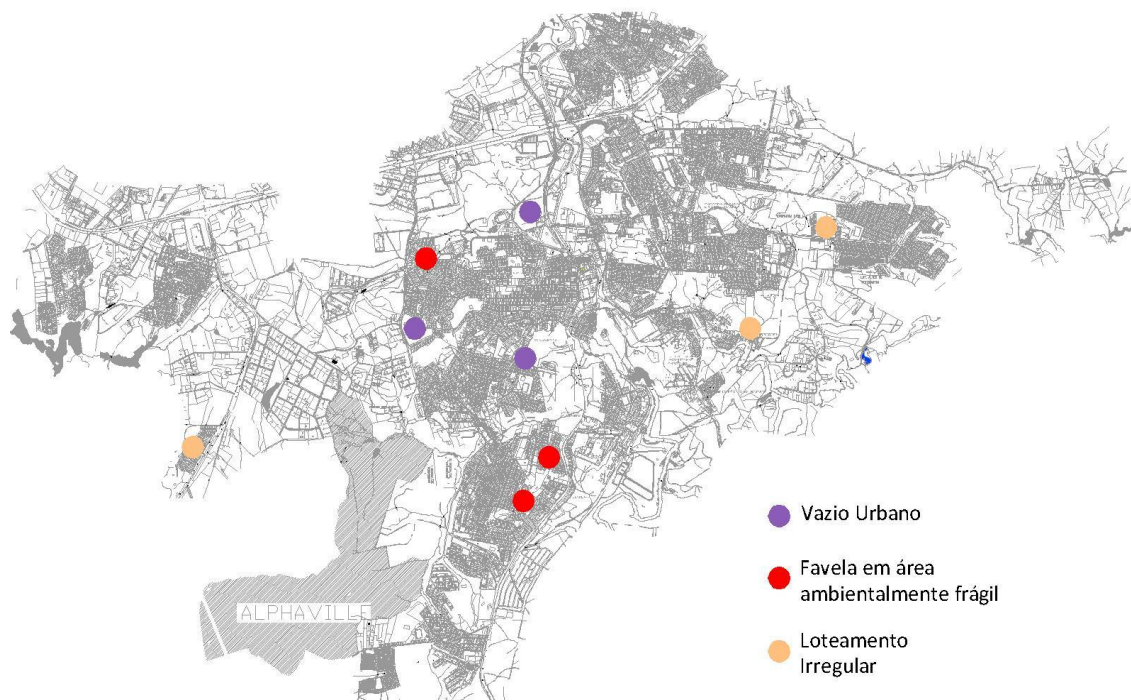 ALPHAVILLE
Vazio Urbano
Favela em área
ambientalmente frágil
Loteamento
Irregular